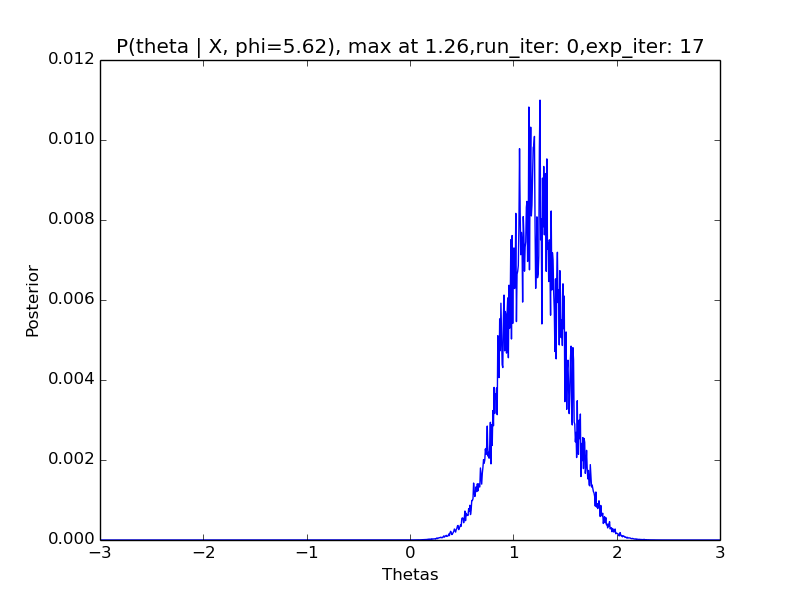 P(theta | X, phi=5.62), max at 1.26,run_iter: 0,exp_iter: 17
0.012
0.010
0.008
0.006
0.004
0.002
0.000
Posterior
−3 −2 −1 0 1 2 3
Thetas